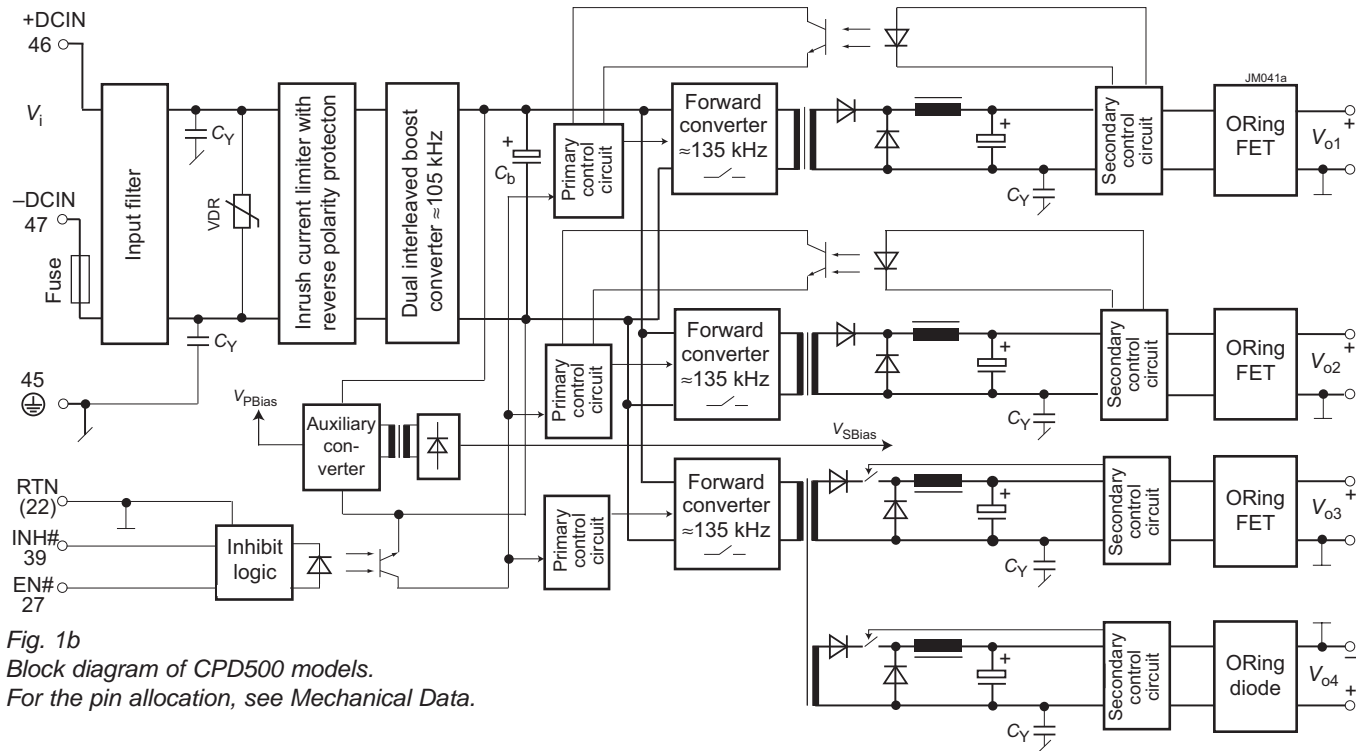 +DCIN
46
Vi
–DCIN
47
Fuse
45
Input filter
CY
VDR
CY
Inrush current limiter with
reverse polarity protecton
Dual interleaved boost
converter ≈105 kHz
+
Cb
Primary
control
circuit
Forward
converter
≈135 kHz
+
CY
Secondary
control
circuit
JM041a
ORing
FET
+
Vo1
–
Primary
control
circuit
Forward
converter
≈135 kHz
+
CY
Secondary
control
circuit
ORing
FET
+
Vo2
–
VPBias
Auxiliary
con-
verter
VSBias
RTN
(22)
INH#
39
EN#
27
Inhibit
logic
Primary
control
circuit
Forward
converter
≈135 kHz
+
CY
Secondary
control
circuit
ORing
FET
+
Vo3
–
+
CY
Secondary
control
circuit
ORing
diode
–
Vo4
+
Fig. 1b
Block diagram of CPD500 models.
For the pin allocation, see Mechanical Data.